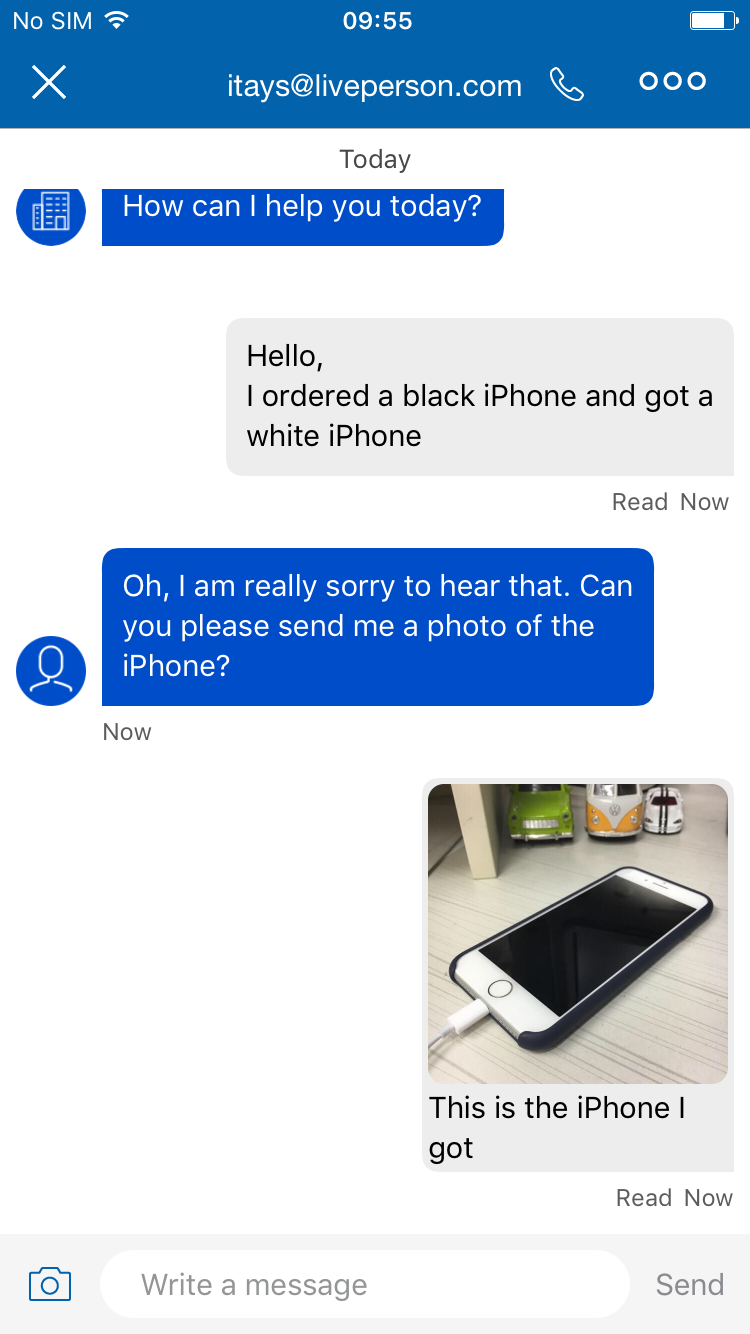 No SIM 09:55
itays@liveperson.com
Today
How can I help you today?
Hello,
I ordered a black iPhone and got a
white iPhone
Read Now
Oh, I am really sorry to hear that. Can
you please send me a photo of the
iPhone?
Now
This is the iPhone I
got
Read Now
Write a message Send